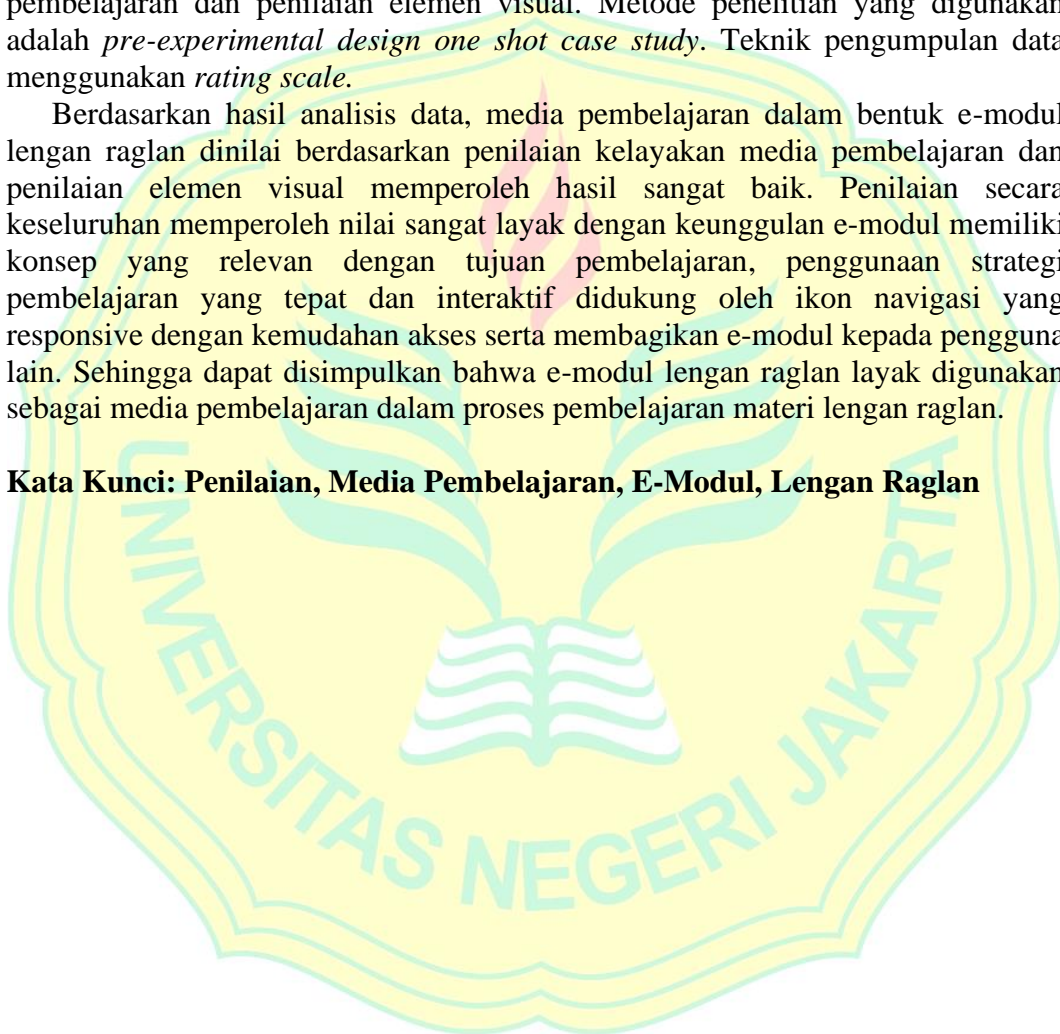 pembelajaran dan penilaian elemen visual. Metode penelitian yang digunakan
adalah pre-experimental design one shot case study. Teknik pengumpulan data
menggunakan rating scale.
Berdasarkan hasil analisis data, media pembelajaran dalam bentuk e-modul
lengan raglan dinilai berdasarkan penilaian kelayakan media pembelajaran dan
penilaian elemen visual memperoleh hasil sangat baik. Penilaian secara
keseluruhan memperoleh nilai sangat layak dengan keunggulan e-modul memiliki
konsep yang relevan dengan tujuan pembelajaran, penggunaan strategi
pembelajaran yang tepat dan interaktif didukung oleh ikon navigasi yang
responsive dengan kemudahan akses serta membagikan e-modul kepada pengguna
lain. Sehingga dapat disimpulkan bahwa e-modul lengan raglan layak digunakan
sebagai media pembelajaran dalam proses pembelajaran materi lengan raglan.
Kata Kunci: Penilaian, Media Pembelajaran, E-Modul, Lengan Raglan
UNIVERSITAS NEGERI JAKARTA